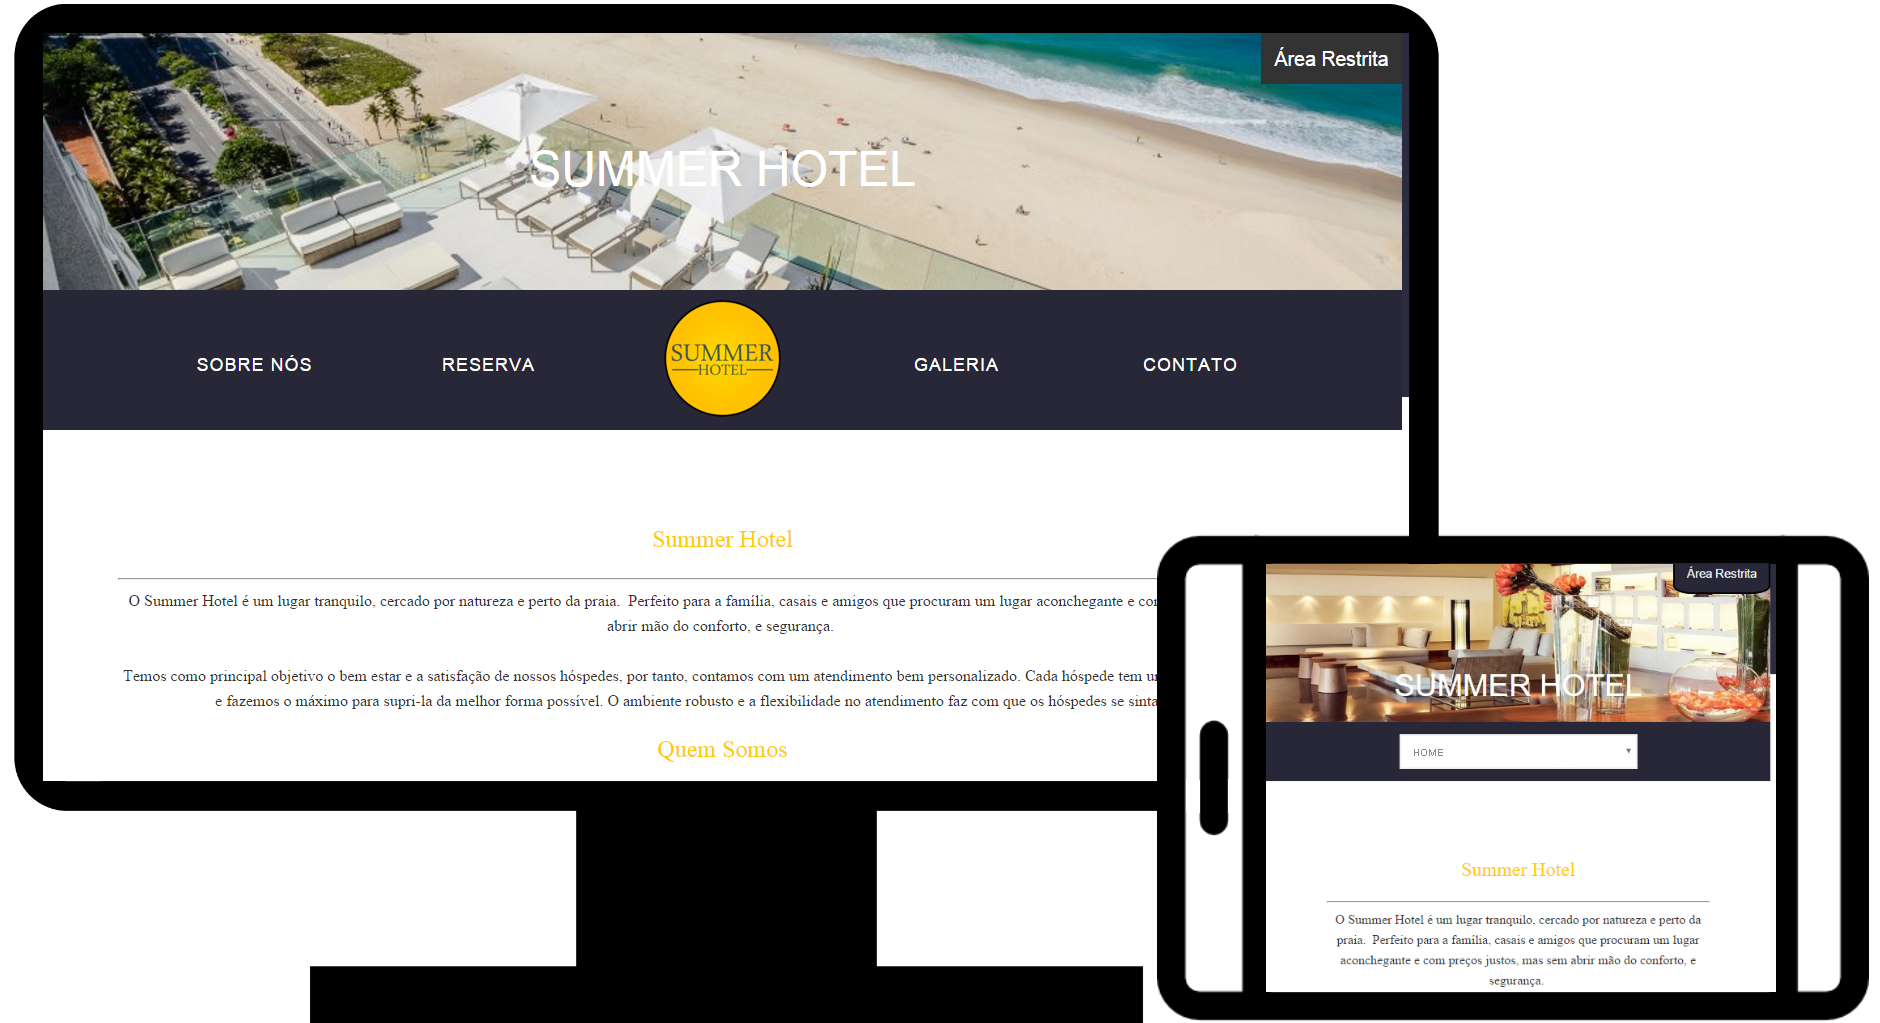 Área Restrita
SUMMER HOTEL
SOBRE NÓS
RESERVA
SUMMER
HOTEL
GALERIA
CONTATO
Summer Hotel
O Summer Hotel é um lugar tranquilo, cercado por natureza e perto da praia.  Perfeito para a família, casais e amigos que procuram um lugar aconchegante e
abrir mão do conforto, e segurança.
Temos como principal objetivo o bem estar e a satisfação de nossos hóspedes, por tanto, contamos com um atendimento bem personalizado. Cada hóspede tem
e fazemos o máximo para supri-la da melhor forma possível. O ambiente robusto e a flexibilidade no atendimento faz com que os hóspedes se
Quem Somos
Área Restrita
SUMMER HOTEL
HOME
Summer Hotel
O Summer Hotel é um lugar tranquilo, cercado por natureza e perto da
praia.  Perfeito para a família, casais e amigos que procuram um lugar
aconchegante e com preços justos, mas sem abrir mão do conforto, e
segurança.